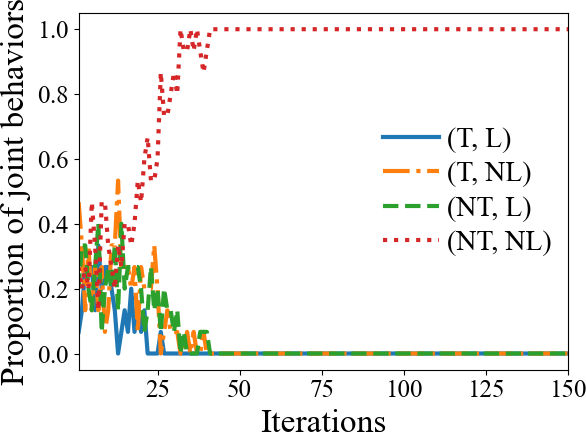 Proportion of joint behaviors
1.0
0.8
0.6
0.4
0.2
0.0
(T, L)
(T, NL)
(NT, L)
(NT, NL)
25 50 75 100 125 150
Iterations